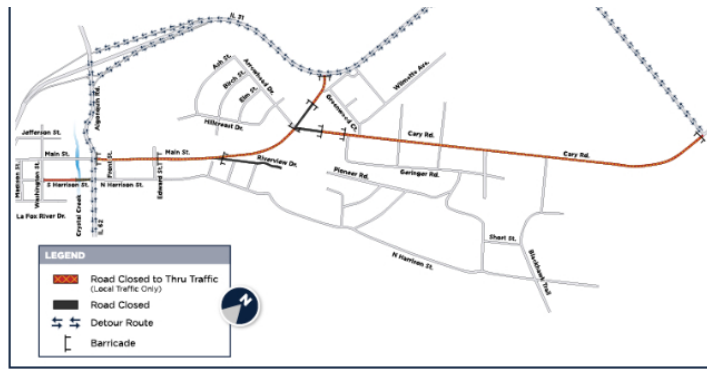 IL 31
Ash St.
Arrowhead Dr.
Birch St.
Elm St.
Wilmette Ave.
Greenwood Ct.
Algonquin Rd.
Hillcrest Dr.
Jefferson St.
Cary Rd.
Main St.
Main St.
Cary Rd.
Front St.
Riverview Dr.
Madison St.
Washington St.
Edward St.
Pioneer Rd.
Geringer Rd.
S Harrison St.
N Harrison St.
Crystal Creek
La Fox River Dr.
IL 62
Short St.
N Harrison St.
Blackhawk Trail
LEGEND
Road Closed to Thru Traffic
(Local Traffic Only)
Road Closed
Detour Route
Barricade
N